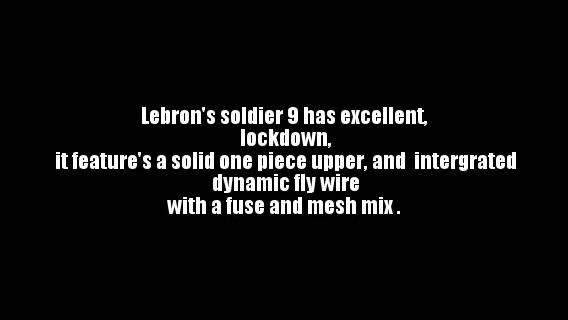 Lebron's soldier 9 has excellent,
lockdown,
it feature's a solid one piece upper, and  intergrated
dynamic fly wire
with a fuse and mesh mix .